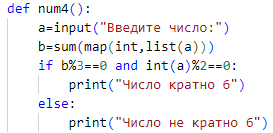 def num4():
    a=input("Введите число:")
    b=sum(map(int,list(a)))
    if b%3==0 and int(a)%2==0:
        print("Число кратно 6")
    else:
        print("Число не кратно 6")